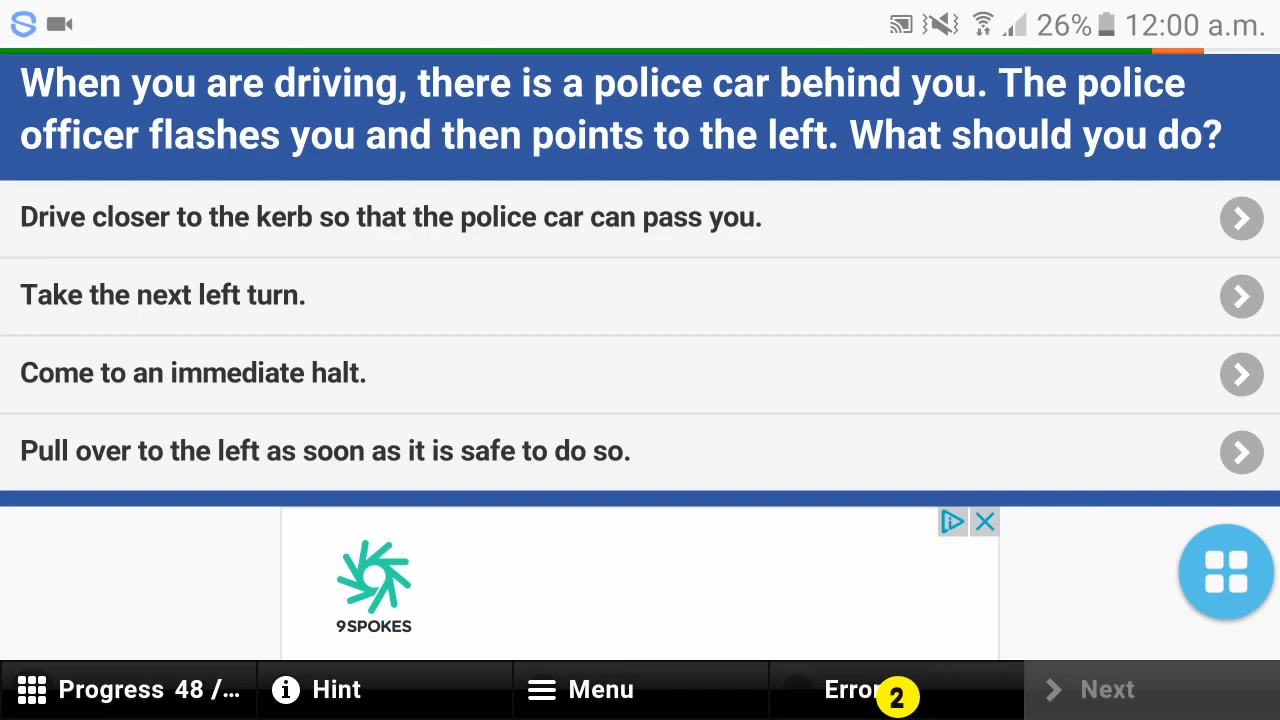 26% 12:00 a.m.
When you are driving, there is a police car behind you. The police
officer flashes you and then points to the left. What should you do?
Drive closer to the kerb so that the police car can pass you.
Take the next left turn.
Come to an immediate halt.
Pull over to the left as soon as it is safe to do so.
9SPOKES
Progress 48 /... Hint Menu Error 2 Next